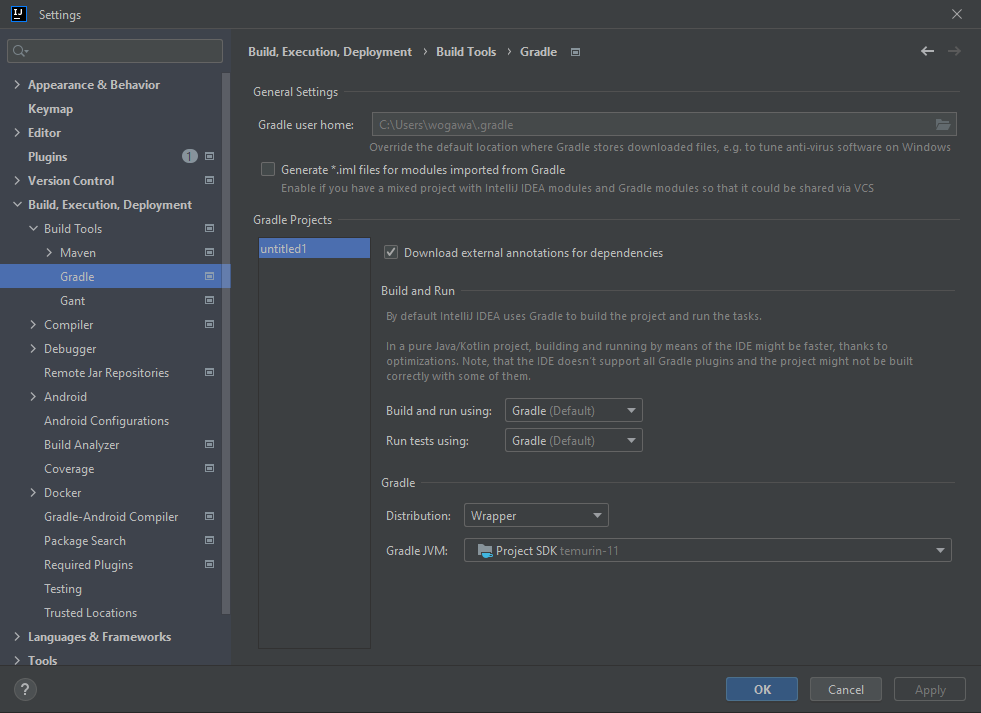 IJ
Settings
Appearance & Behavior
Keymap
Editor
Plugins 1
Version Control
Build, Execution, Deployment
Build Tools
Maven
Gradle
Gant
Compiler
Debugger
Remote Jar Repositories
Android
Android Configurations
Build Analyzer
Coverage
Docker
Gradle-Android Compiler
Package Search
Required Plugins
Testing
Trusted Locations
Languages & Frameworks
Tools
?
Build, Execution, Deployment › Build Tools › Gradle
General Settings
Gradle user home: C:\Users\wogawa\.gradle
Override the default location where Gradle stores downloaded files, e.g. to tune anti-virus software on Windows
Generate *.iml files for modules imported from Gradle
Enable if you have a mixed project with IntelliJ IDEA modules and Gradle modules so that it could be shared via VCS
Gradle Projects
untitled1
Download external annotations for dependencies
Build and Run
By default IntelliJ IDEA uses Gradle to build the project and run the tasks.
In a pure Java/Kotlin project, building and running by means of the IDE might be faster, thanks to
optimizations. Note, that the IDE doesn't support all Gradle plugins and the project might not be built
correctly with some of them.
Build and run using: Gradle (Default)
Run tests using: Gradle (Default)
Gradle
Distribution: Wrapper
Gradle JVM: Project SDK temurin-11
OK Cancel Apply